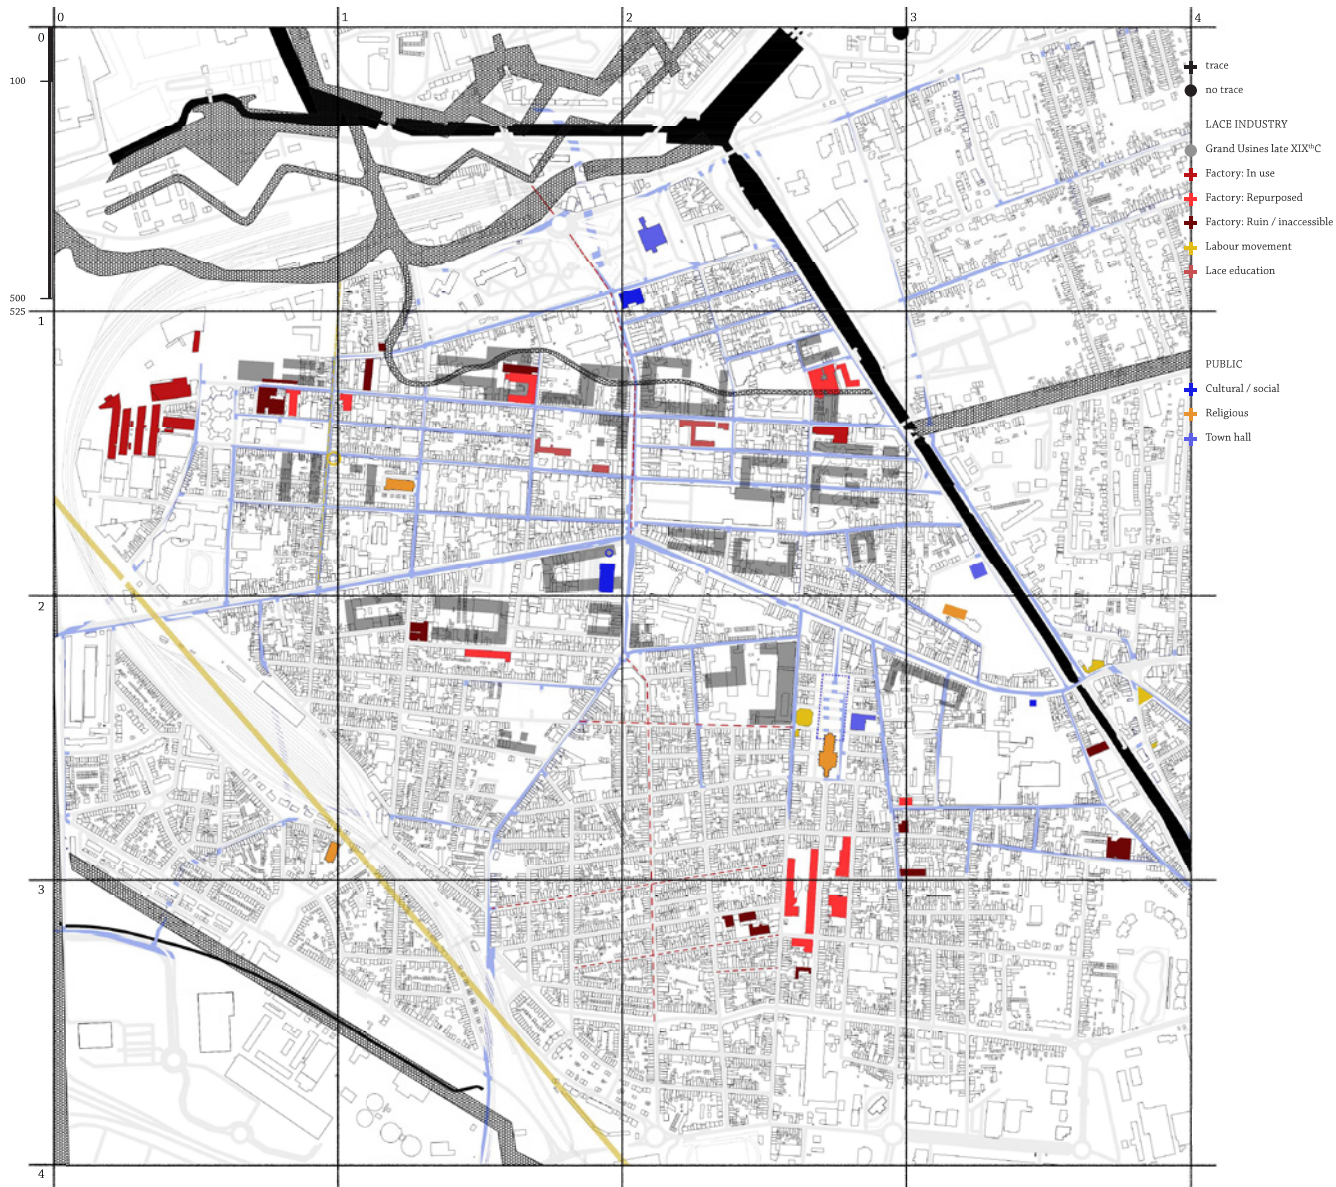 0
1
2
3
4
0
100
500
525
1
2
3
4
trace
no trace
LACE INDUSTRY
Grand Usines late XIXthC
Factory: In use
Factory: Repurposed
Factory: Ruin / inaccessible
Labour movement
Lace education
PUBLIC
Cultural / social
Religious
Town hall